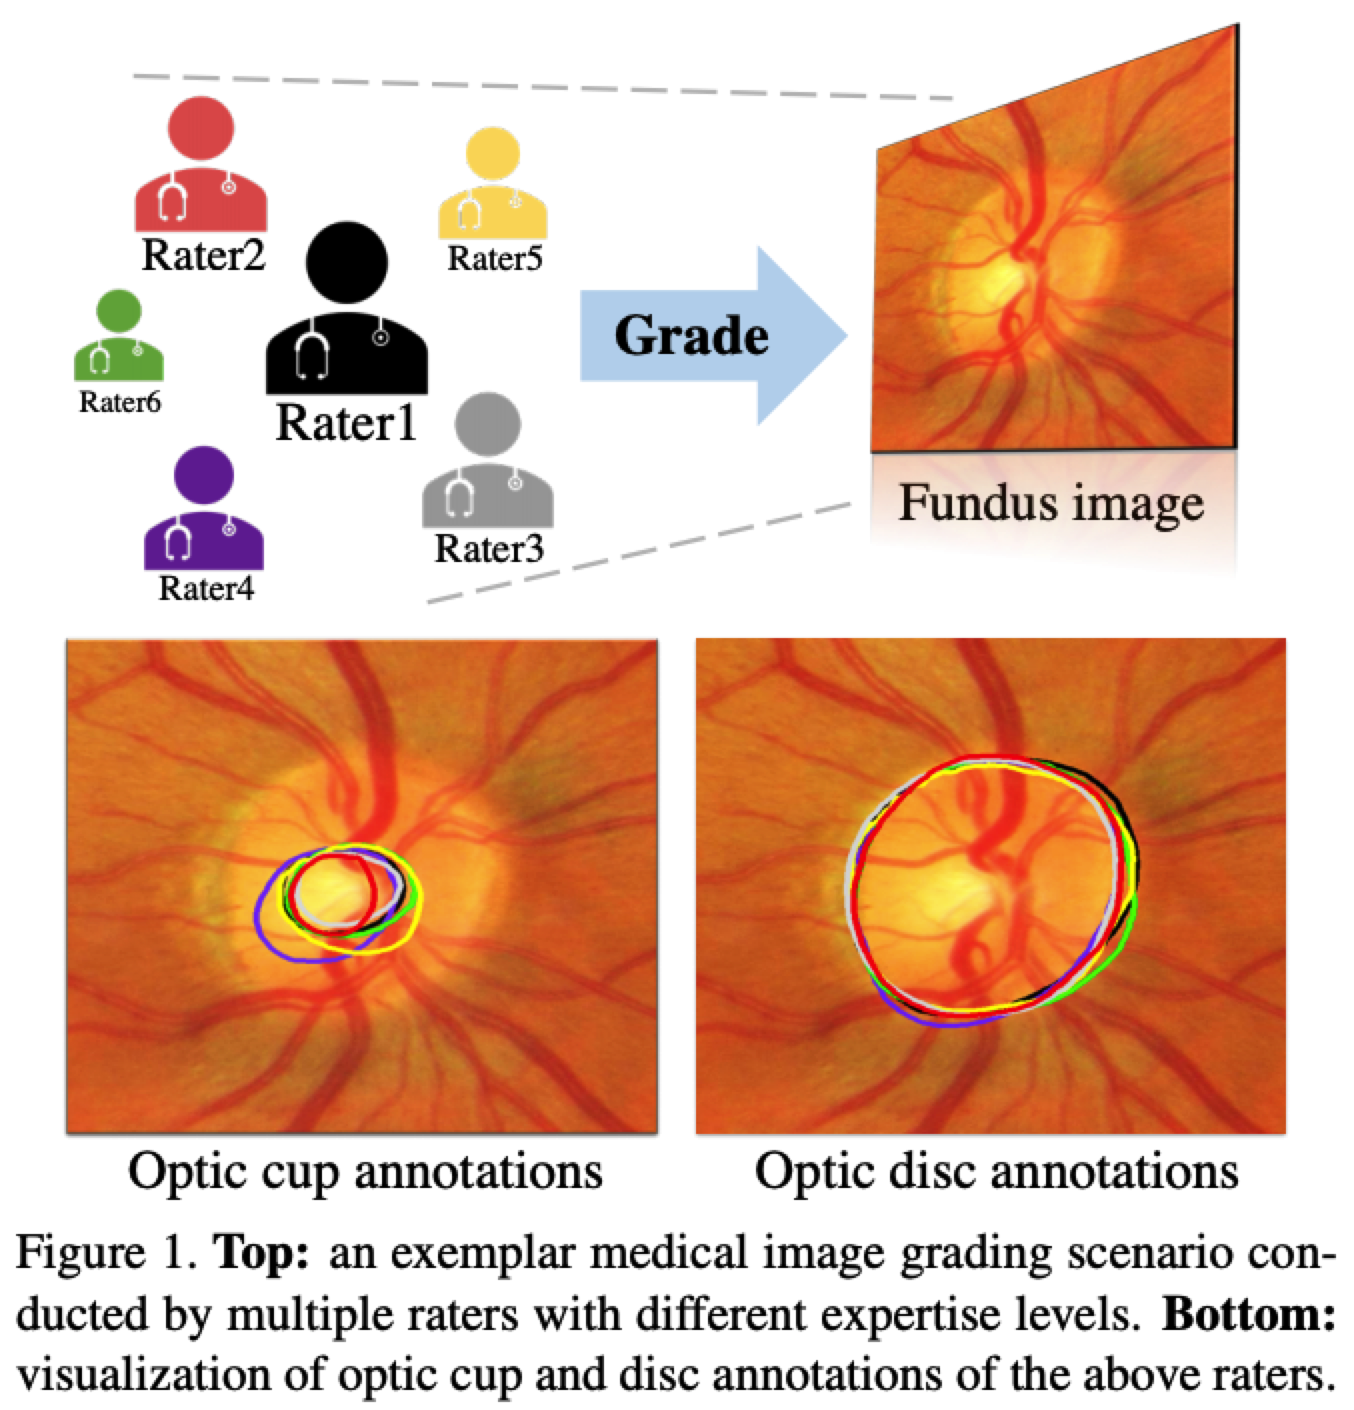 Rater2
Rater5
Rater1
Rater6
Rater3
Rater4
Grade
Fundus image
Optic cup annotations
Optic disc annotations
Figure 1. Top: an exemplar medical image grading scenario con-
ducted by multiple raters with different expertise levels. Bottom:
visualization of optic cup and disc annotations of the above raters.